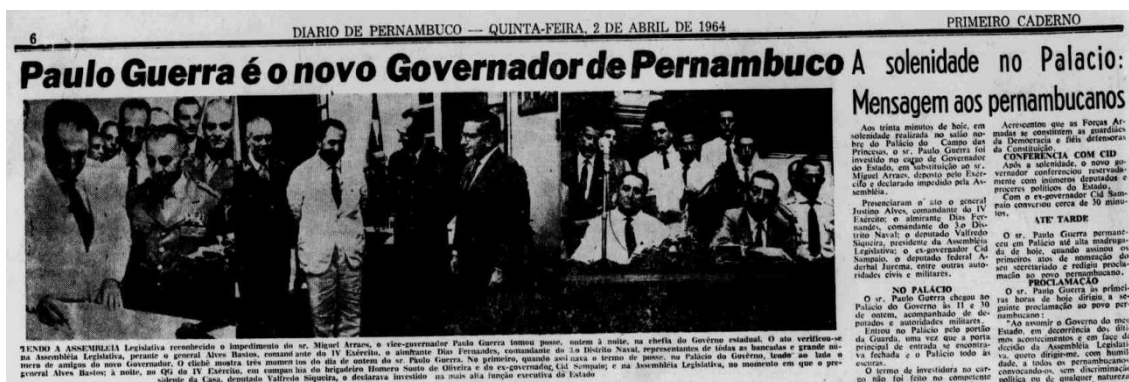 6
DIARIO DE PERNAMBUCO — QUINTA-FEIRA, 2 DE ABRIL DE 1964
PRIMEIRO CADERNO
Paulo Guerra é o novo Governador de Pernambuco
TENDO A ASSEMBLEIA Legislativa reconhecido o impedimento do sr. Miguel Arraes, o vice-governador Paulo Guerra tomou posse, ontem à noite, na chefia do Govêrno estadual. O ato verificou-se
na Assembléia Legislativa, perante o general Alves Bastos, comandante do IV Exército, o almirante Dias Fernandes, comandante do 3.o Distrito Naval, representantes de tôdas as bancadas e grande nú-
mero de amigos do novo Governador. O clichê mostra três momentos do dia de ontem do sr. Paulo Guerra. No primeiro, quando assinava o termo de posse, no Palácio do Govêrno, tendo ao lado o
general Alves Bastos; à noite, no QG do IV Exército, em companhia do brigadeiro Homero Souto de Oliveira e do ex-governador Cid Sampaio; e na Assembléia Legislativa, no momento em que o pre-
sidente da Casa, deputado Valfredo Siqueira, o declarava investido na mais alta função executiva do Estado
A solenidade no Palacio:
Mensagem aos pernambucanos
Aos trinta minutos de hoje, em
solenidade realizada no salão no-
bre do Palácio do Campo das
Princesas, o sr. Paulo Guerra foi
investido no cargo de Governador
do Estado, em substituição ao sr.
Miguel Arraes, deposto pelo Exér-
cito e declarado impedido pela As-
sembléia.
Presenciaram o ato o general
Justino Alves, comandante do IV
Exército; o almirante Dias Fer-
nandes, comandante do 3.o Dis-
trito Naval; o deputado Valfredo
Siqueira, presidente da Assembléia
Legislativa; o ex-governador Cid
Sampaio, o deputado federal A-
derbal Jurema, entre outras auto-
ridades civis e militares.
NO PALÁCIO
O sr. Paulo Guerra chegou ao
Palácio do Governo às 11 e 30
de ontem, acompanhado de de-
putados e autoridades militares.
Entrou no Palácio pelo portão
da Guarda, uma vez que a porta
principal de entrada se encontra-
va fechada e o Palácio todo às
escuras.
O termo de investidura no car-
go não foi feito no competente
Acrescentou que as Forças Ar-
madas se constituem as guardiães
da Democracia e fiéis defensoras
da Constituição.
CONFERENCIA COM CID
Após a solenidade, o novo go-
vernador conferenciou reservada-
mente com inúmeros deputados e
proceres políticos do Estado.
Com o ex-governador Cid Sam-
paio conversou cerca de 30 minu-
tos.
ATE' TARDE
O sr. Paulo Guerra permane-
ceu em Palácio até alta madruga-
da de hoje, quando assinou os
primeiros atos de nomeação do
seu secretariado e redigiu procla-
mação ao povo pernambucano.
PROCLAMAÇÃO
O sr. Paulo Guerra às primei-
ras horas de hoje dirigiu a se-
guinte proclamação ao povo per-
nambucano:
"Ao assumir o Governo do meu
Estado, em decorrência dos últi-
mos acontecimentos e em face da
decisão da Assembléia Legislati-
va, quero dirigir-me, com humil-
dade, a todos os pernambucanos,
convocando-os, sem discriminação
política ou de qualquer natureza